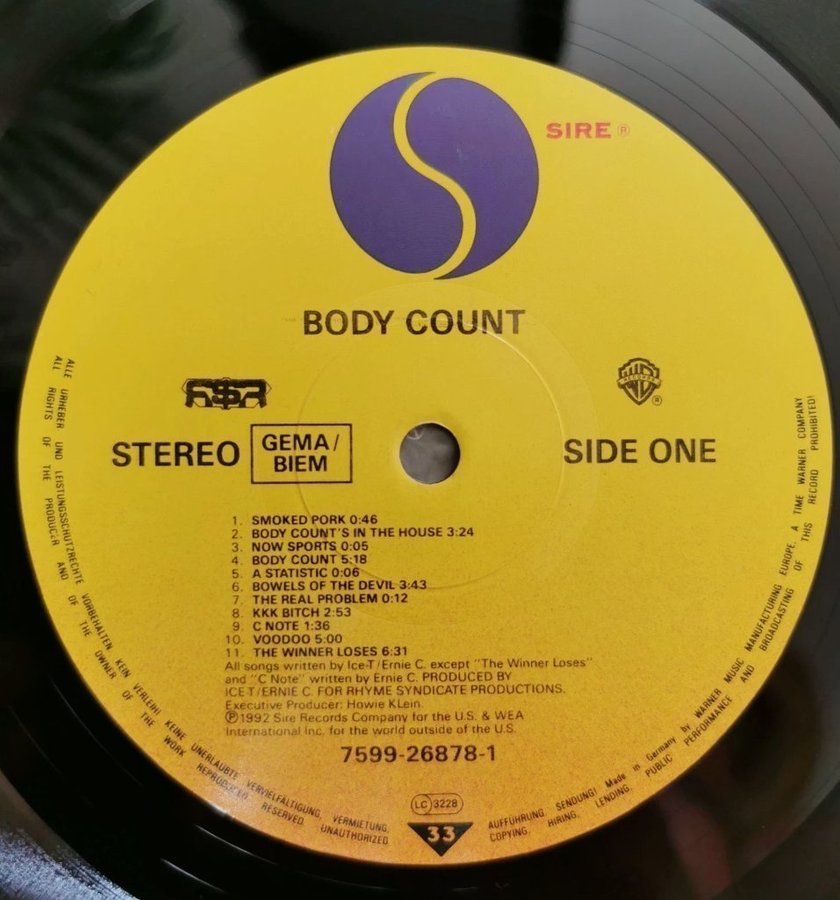 SIRE ®
BODY COUNT
STEREO
GEMA/
BIEM
SIDE ONE
1. SMOKED PORK 0:46
2. BODY COUNT'S IN THE HOUSE 3:24
3. NOW SPORTS 0:05
4. BODY COUNT 5:18
5. A STATISTIC 0:06
6. BOWELS OF THE DEVIL 3:43
7. THE REAL PROBLEM 0:12
8. KKK BITCH 2:53
9. C NOTE 1:36
10. VOODOO 5:00
11. THE WINNER LOSES 6:31
All songs written by Ice-T/Ernie C. except "The Winner Loses"
and "C Note" written by Ernie C. PRODUCED BY
ICE T/ERNIE C. FOR RHYME SYNDICATE PRODUCTIONS.
Executive Producer: Howie KLein.
Ⓟ1992 Sire Records Company for the U.S. & WEA
International Inc. for the world outside of the U.S.
7599-26878-1
LC 3228
33
ALLE URHEBER UND LEISTUNGSSCHUTZRECHTE VORBEHALTEN KEIN VERLEIH! KEINE UNERLAUBTE VERVIELFÄLTIGUNG, VERMIETUNG, AUFFÜHRUNG, SENDUNG! Made in Germany by WARNER MUSIC MANUFACTURING EUROPE. A TIME WARNER COMPANY
ALL RIGHTS OF THE PRODUCER AND OF THE OWNER OF THE WORK REPRODUCED RESERVED. UNAUTHORIZED COPYING, HIRING, LENDING, PUBLIC PERFORMANCE AND BROADCASTING OF THIS RECORD PROHIBITED!